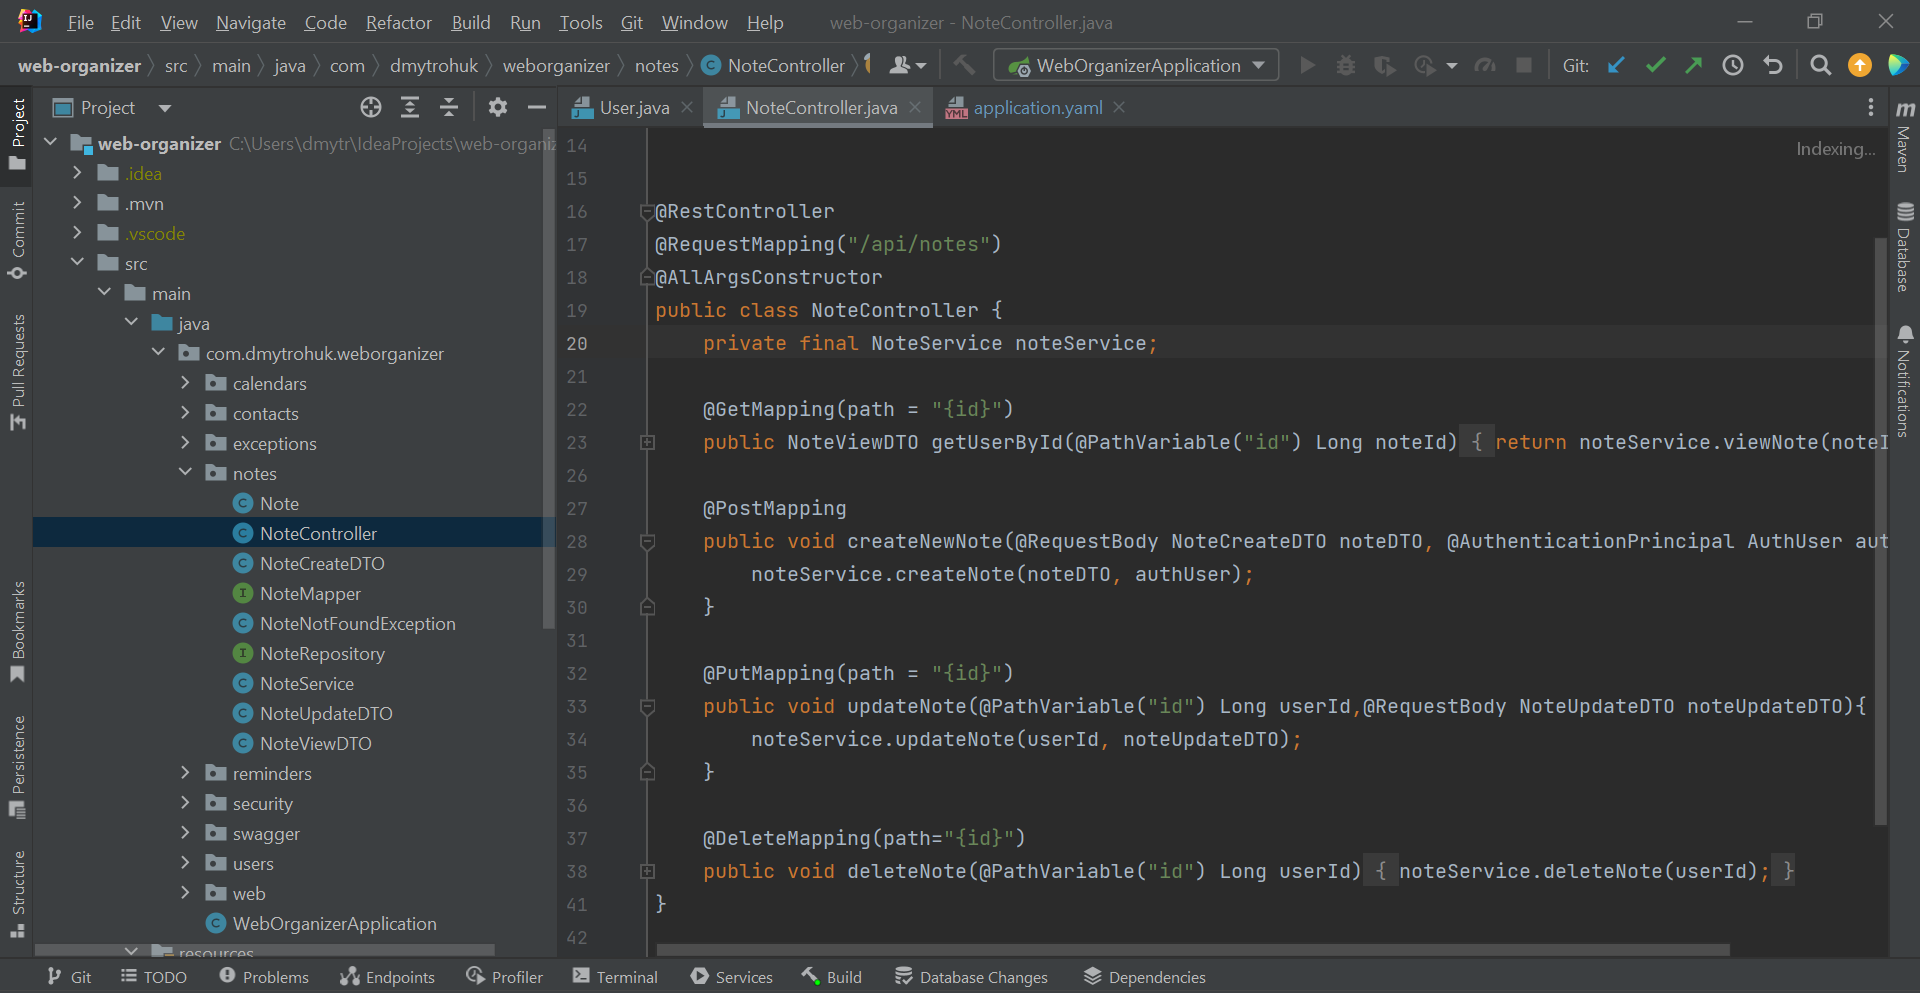 File Edit View Navigate Code Refactor Build Run Tools Git Window Help web-organizer - NoteController.java
web-organizer src main java com dmytrohuk weborganizer notes NoteController WebOrganizerApplication Git:
Project
User.java NoteController.java application.yaml
Project
Commit
Pull Requests
Bookmarks
Persistence
Structure
web-organizer C:\Users\dmytr\IdeaProjects\web-organiz
.idea
.mvn
.vscode
src
main
java
com.dmytrohuk.weborganizer
calendars
contacts
exceptions
notes
Note
NoteController
NoteCreateDTO
NoteMapper
NoteNotFoundException
NoteRepository
NoteService
NoteUpdateDTO
NoteViewDTO
reminders
security
swagger
users
web
WebOrganizerApplication
resources
Indexing...
14
15
16 @RestController
17 @RequestMapping("/api/notes")
18 @AllArgsConstructor
19 public class NoteController {
20 private final NoteService noteService;
21
22 @GetMapping(path = "{id}")
23 public NoteViewDTO getUserById(@PathVariable("id") Long noteId) { return noteService.viewNote(noteI
26
27 @PostMapping
28 public void createNewNote(@RequestBody NoteCreateDTO noteDTO, @AuthenticationPrincipal AuthUser aut
29 noteService.createNote(noteDTO, authUser);
30 }
31
32 @PutMapping(path = "{id}")
33 public void updateNote(@PathVariable("id") Long userId,@RequestBody NoteUpdateDTO noteUpdateDTO){
34 noteService.updateNote(userId, noteUpdateDTO);
35 }
36
37 @DeleteMapping(path="{id}")
38 public void deleteNote(@PathVariable("id") Long userId) { noteService.deleteNote(userId); }
41 }
42
Maven
Database
Notifications
Git TODO Problems Endpoints Profiler Terminal Services Build Database Changes Dependencies